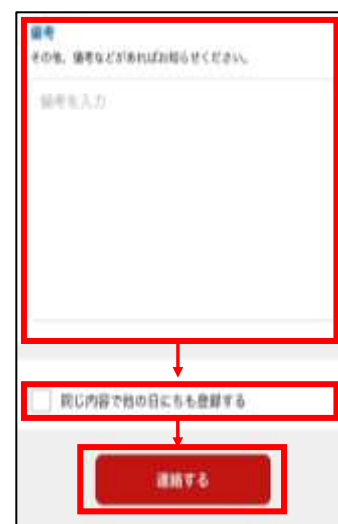 備考
その他、備考などがあればお知らせください。
備考を入力
同じ内容で他の日にちも登録する
連絡する